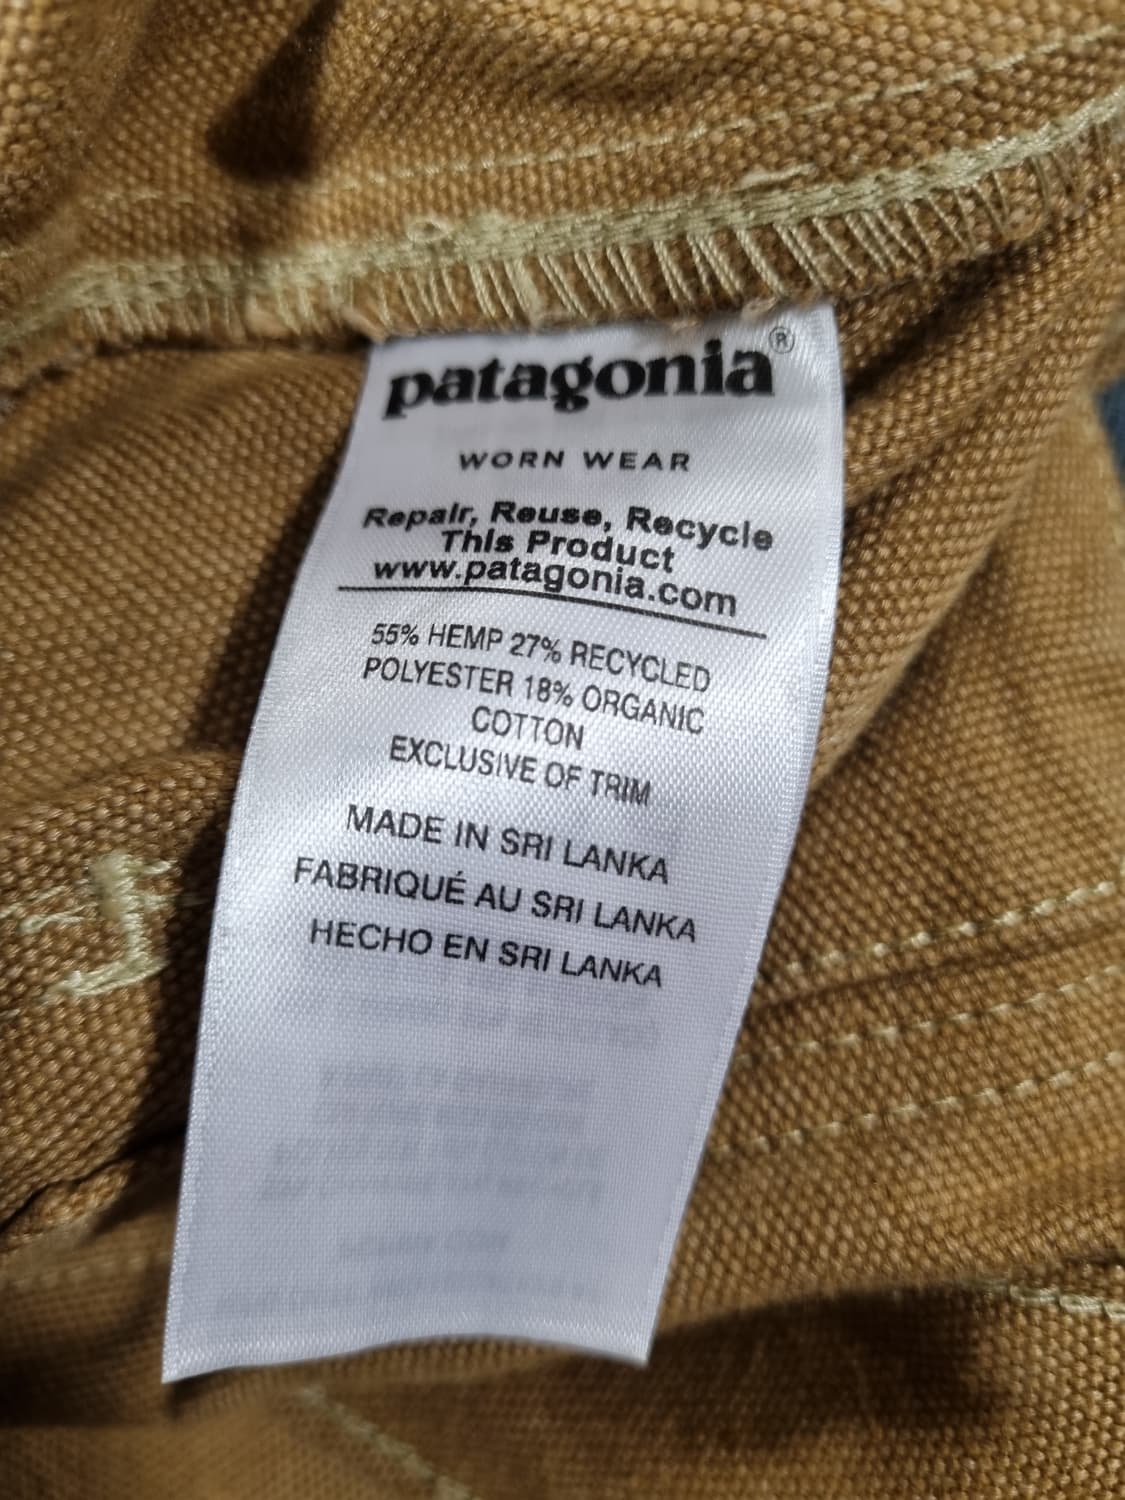 patagonia®
WORN WEAR
Repair, Reuse, Recycle
This Product
www.patagonia.com
55% HEMP 27% RECYCLED
POLYESTER 18% ORGANIC
COTTON
EXCLUSIVE OF TRIM
MADE IN SRI LANKA
FABRIQUÉ AU SRI LANKA
HECHO EN SRI LANKA